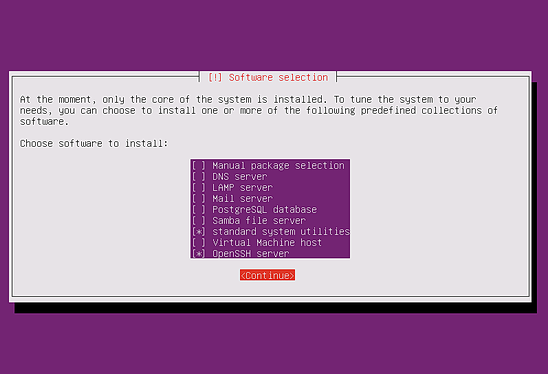 [!] Software selection
At the moment, only the core of the system is installed. To tune the system to your
needs, you can choose to install one or more of the following predefined collections of
software.
Choose software to install:
[ ] Manual package selection
[ ] DNS server
[ ] LAMP server
[ ] Mail server
[ ] PostgreSQL database
[ ] Samba file server
[*] standard system utilities
[ ] Virtual Machine host
[*] OpenSSH server
<Continue>